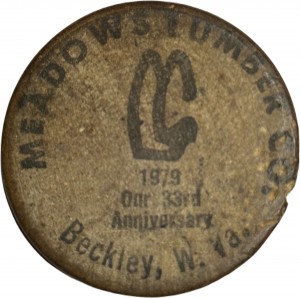 MEADOWS LUMBER CO.
1979
Our 33rd
Anniversary
Beckley, W. Va.